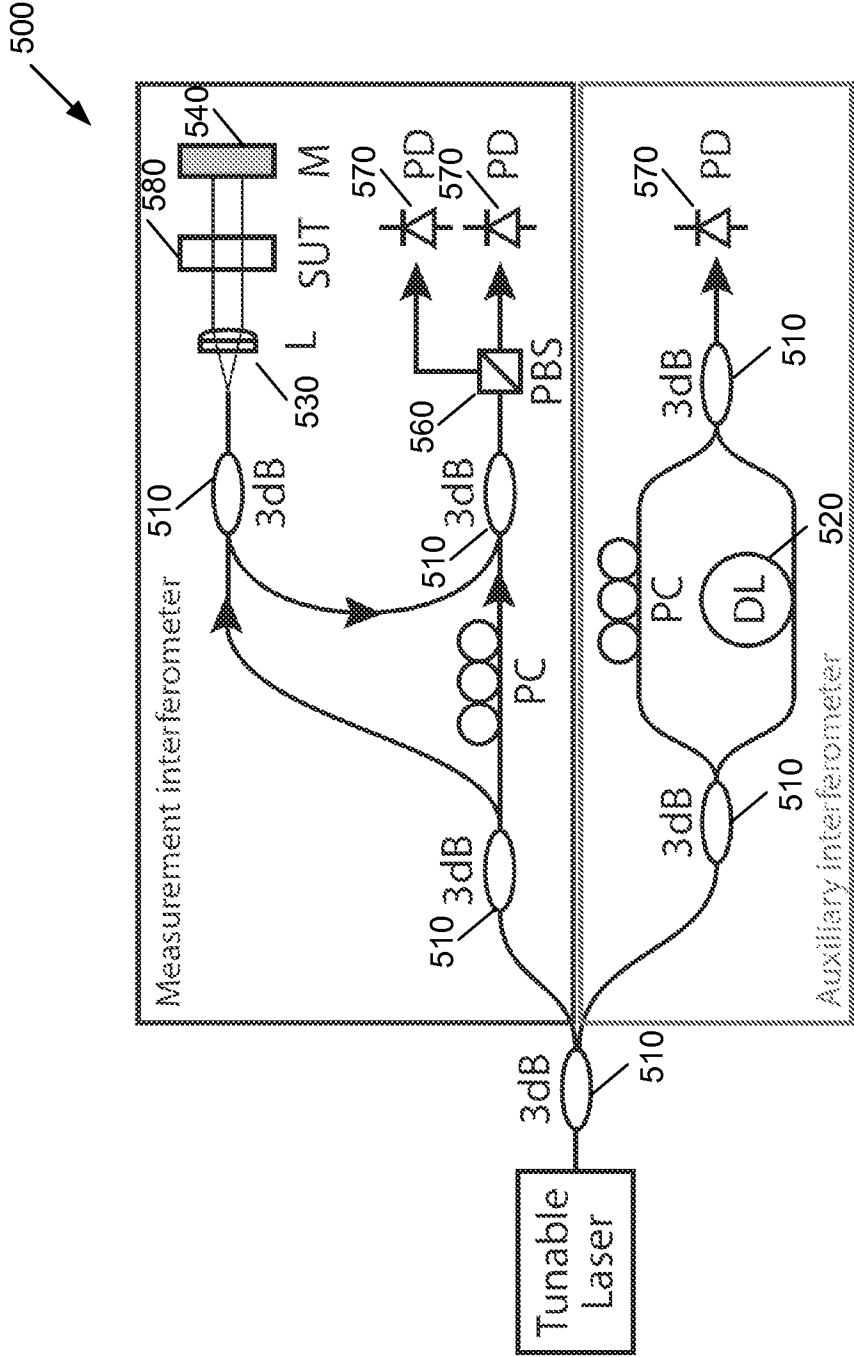 500
Measurement interferometer
510
3dB
530
L
580
SUT
540
M
570
PD
570
PD
560
PBS
510
3dB
PC
510
3dB
Tunable
Laser
3dB
510
Auxiliary interferometer
3dB
510
PC
DL
520
3dB
510
570
PD